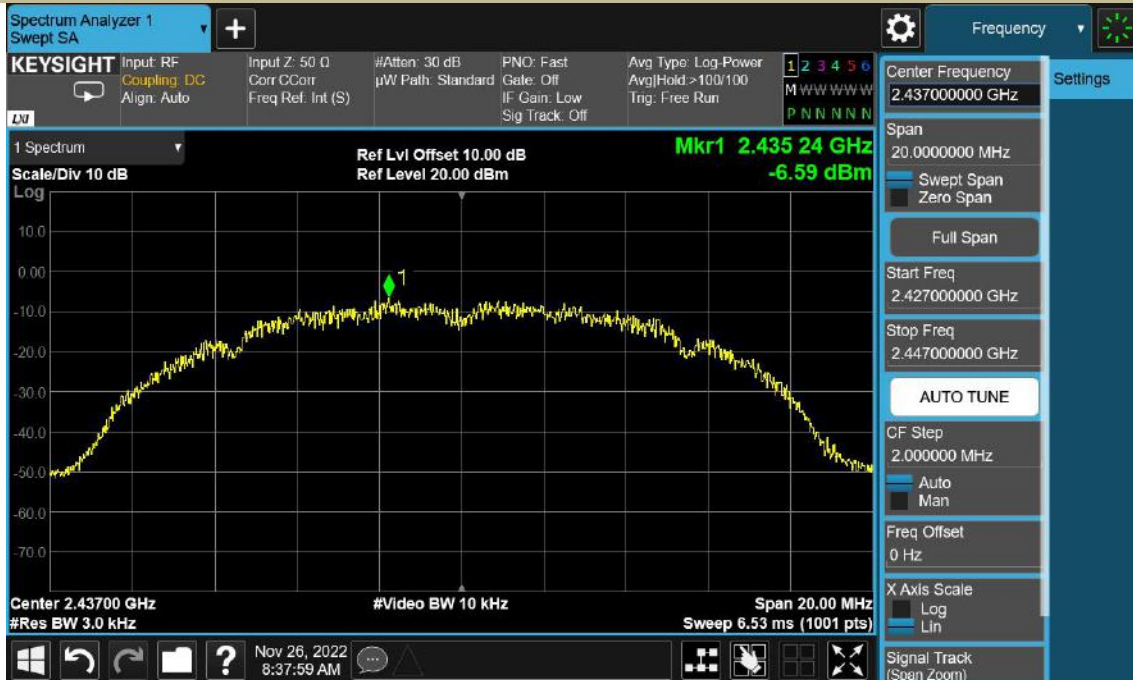 Spectrum Analyzer 1
Swept SA
+
Frequency
KEYSIGHT
Input: RF
Coupling: DC
Align: Auto
Input Z: 50 Ω
Corr CCorr
Freq Ref: Int (S)
#Atten: 30 dB
µW Path: Standard
PNO: Fast
Gate: Off
IF Gain: Low
Sig Track: Off
Avg Type: Log-Power
Avg|Hold:>100/100
Trig: Free Run
1 2 3 4 5 6
M W W W W W
P N N N N N
LXI
1 Spectrum
Scale/Div 10 dB
Ref Lvl Offset 10.00 dB
Ref Level 20.00 dBm
Mkr1 2.435 24 GHz
-6.59 dBm
Log
10.0
0.00
-10.0
-20.0
-30.0
-40.0
-50.0
-60.0
-70.0
1
Center 2.43700 GHz
#Res BW 3.0 kHz
#Video BW 10 kHz
Span 20.00 MHz
Sweep 6.53 ms (1001 pts)
?
Nov 26, 2022
8:37:59 AM
Center Frequency
2.437000000 GHz
Settings
Span
20.0000000 MHz
Swept Span
Zero Span
Full Span
Start Freq
2.427000000 GHz
Stop Freq
2.447000000 GHz
AUTO TUNE
CF Step
2.000000 MHz
Auto
Man
Freq Offset
0 Hz
X Axis Scale
Log
Lin
Signal Track
(Span Zoom)